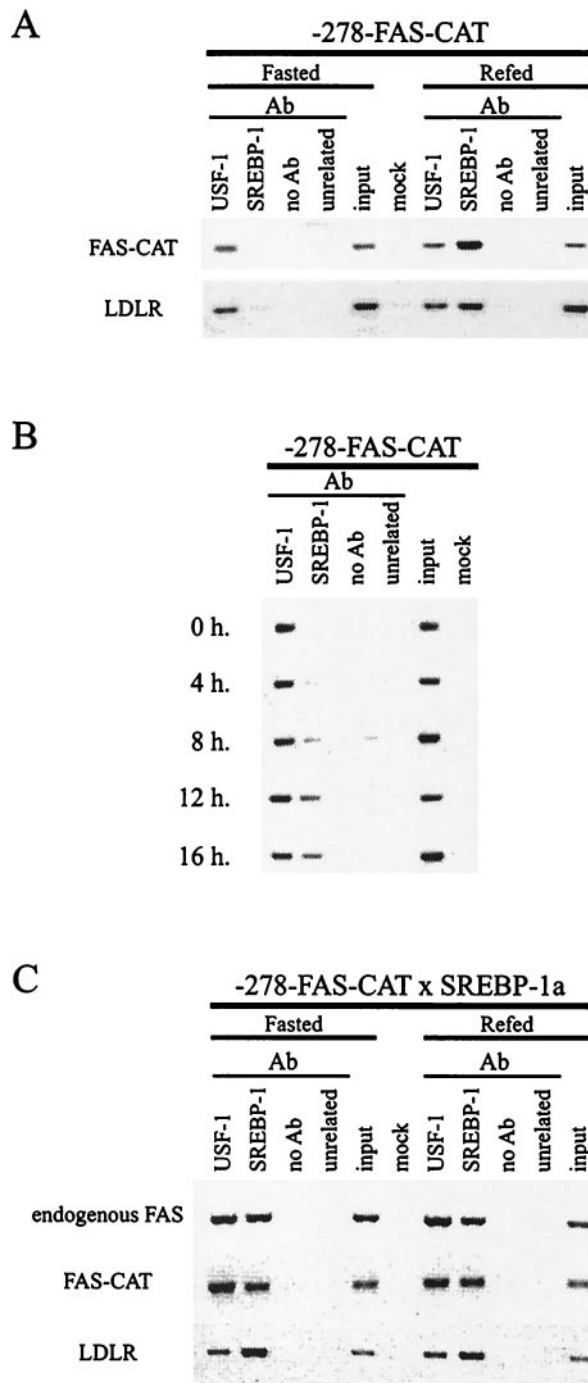 A
-278-FAS-CAT
Fasted Refed
Ab Ab
USF-1 SREBP-1 no Ab unrelated input mock USF-1 SREBP-1 no Ab unrelated input
FAS-CAT
LDLR
B
-278-FAS-CAT
Ab
USF-1 SREBP-1 no Ab unrelated input mock
0 h.
4 h.
8 h.
12 h.
16 h.
C
-278-FAS-CAT x SREBP-1a
Fasted Refed
Ab Ab
USF-1 SREBP-1 no Ab unrelated input mock USF-1 SREBP-1 no Ab unrelated input
endogenous FAS
FAS-CAT
LDLR